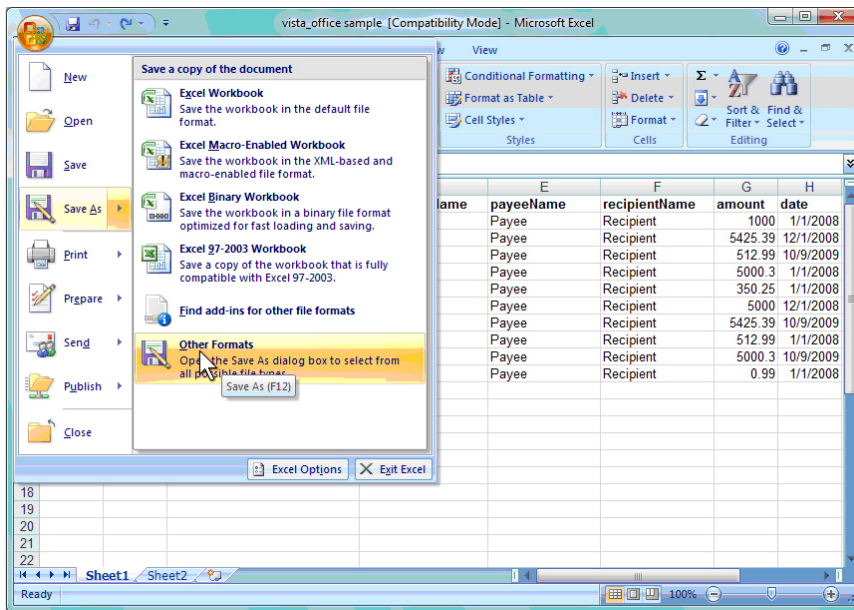 vista_office sample [Compatibility Mode] - Microsoft Excel
View
New
Open
Save
Save As
Print
Prepare
Send
Publish
Close
Save a copy of the document
Excel Workbook
Save the workbook in the default file
format.
Excel Macro-Enabled Workbook
Save the workbook in the XML-based and
macro-enabled file format.
Excel Binary Workbook
Save the workbook in a binary file format
optimized for fast loading and saving.
Excel 97-2003 Workbook
Save a copy of the workbook that is fully
compatible with Excel 97-2003.
Find add-ins for other file formats
Other Formats
Open the Save As dialog box to select from
all possible file types
Save As (F12)
Excel Options
Exit Excel
Conditional Formatting
Format as Table
Cell Styles
Styles
Insert
Delete
Format
Cells
Σ
Sort &
Filter
Find &
Select
Editing
E F G H
payeeName recipientName amount date
Payee Recipient 1000 1/1/2008
Payee Recipient 5425.39 12/1/2008
Payee Recipient 512.99 10/9/2009
Payee Recipient 5000.3 1/1/2008
Payee Recipient 350.25 1/1/2008
Payee Recipient 5000 12/1/2008
Payee Recipient 5425.39 10/9/2009
Payee Recipient 512.99 1/1/2008
Payee Recipient 5000.3 10/9/2009
Payee Recipient 0.99 1/1/2008
18
19
20
21
22
Sheet1 Sheet2
Ready 100%